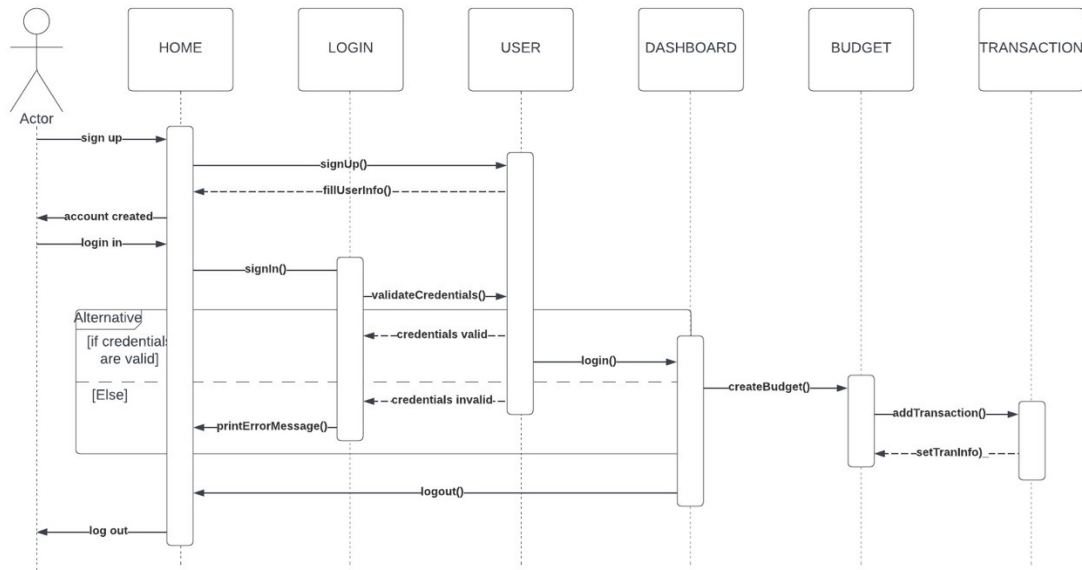 HOME
LOGIN
USER
DASHBOARD
BUDGET
TRANSACTION
Actor
sign up
signUp()
fillUserInfo()
account created
login in
signIn()
validateCredentials()
Alternative
[if credentials
are valid]
credentials valid
login()
createBudget()
[Else]
credentials invalid
addTransaction()
printErrorMessage()
setTranInfo)_
logout()
log out